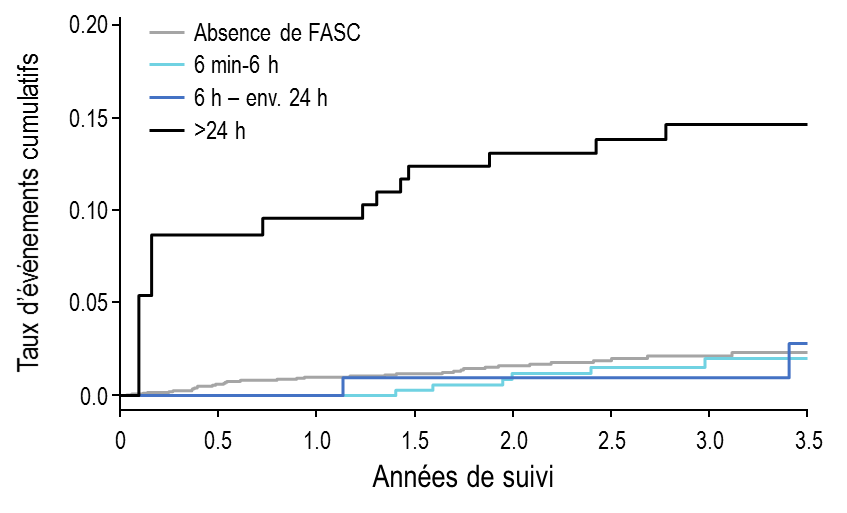 Taux d'événements cumulatifs
0.20
0.15
0.10
0.05
0.0
Absence de FASC
6 min-6 h
6 h – env. 24 h
>24 h
0 0.5 1.0 1.5 2.0 2.5 3.0 3.5
Années de suivi